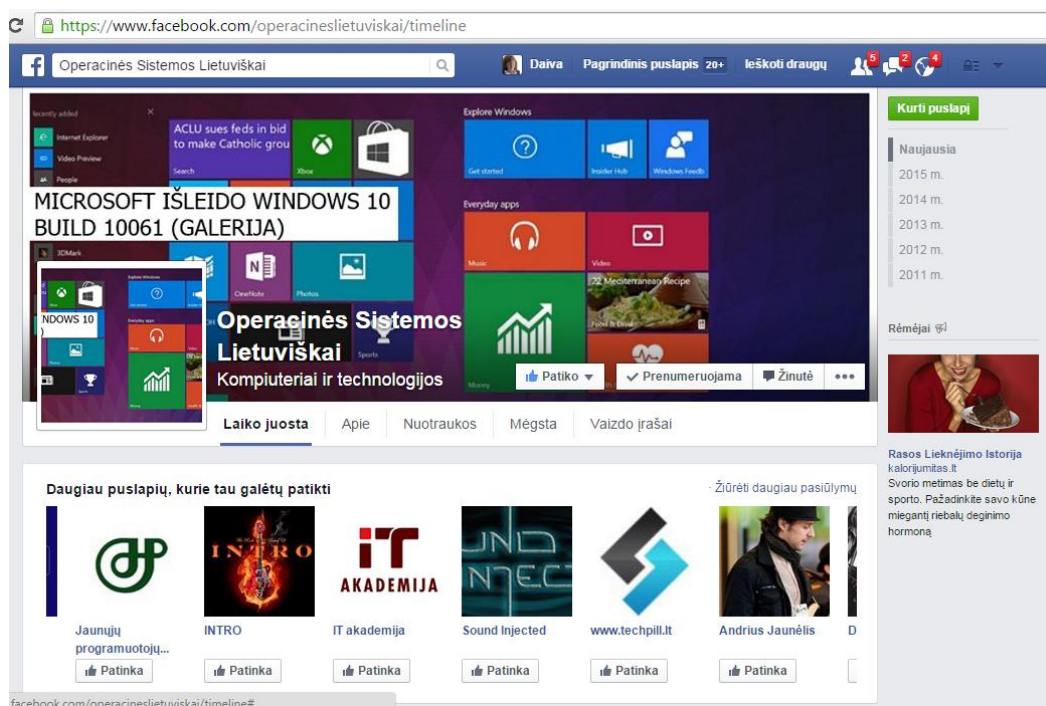 https://www.facebook.com/operacineslietuviskai/timeline
Operacinės Sistemos Lietuviškai
Daiva
Pagrindinis puslapis 20+
Ieškoti draugų
5
2
4
recently added
Internet Explorer
Video Preview
People
3DMark
ACLU sues feds in bid
to make Catholic grou
Search
Xbox
Explore Windows
Get started
Insider Hub
Windows Feedb
MICROSOFT IŠLEIDO WINDOWS 10
BUILD 10061 (GALERIJA)
Everyday apps
Music
Video
OneNote
Photos
22 Mediterranean Recipe
Food & Drink
Sports
Money
NDOWS 10
)
Operacinės Sistemos
Lietuviškai
Kompiuteriai ir technologijos
Patiko
Prenumeruojama
Žinutė
Laiko juosta
Apie
Nuotraukos
Mėgsta
Vaizdo įrašai
Kurti puslapį
Naujausia
2015 m.
2014 m.
2013 m.
2012 m.
2011 m.
Rėmėjai
Rasos Lieknėjimo Istorija
kalorijumitas.lt
Svorio metimas be dietų ir
sporto. Pažadinkite savo kūne
miegantį riebalų deginimo
hormoną
Daugiau puslapių, kurie tau galėtų patikti
· Žiūrėti daugiau pasiūlymų
INTRO
iT
AKADEMIJA
Jaunųjų
programuotojų...
INTRO
IT akademija
Sound Injected
www.techpill.lt
Andrius Jaunėlis
D
Patinka
Patinka
Patinka
Patinka
Patinka
Patinka
facebook.com/operacineslietuviskai/timeline#